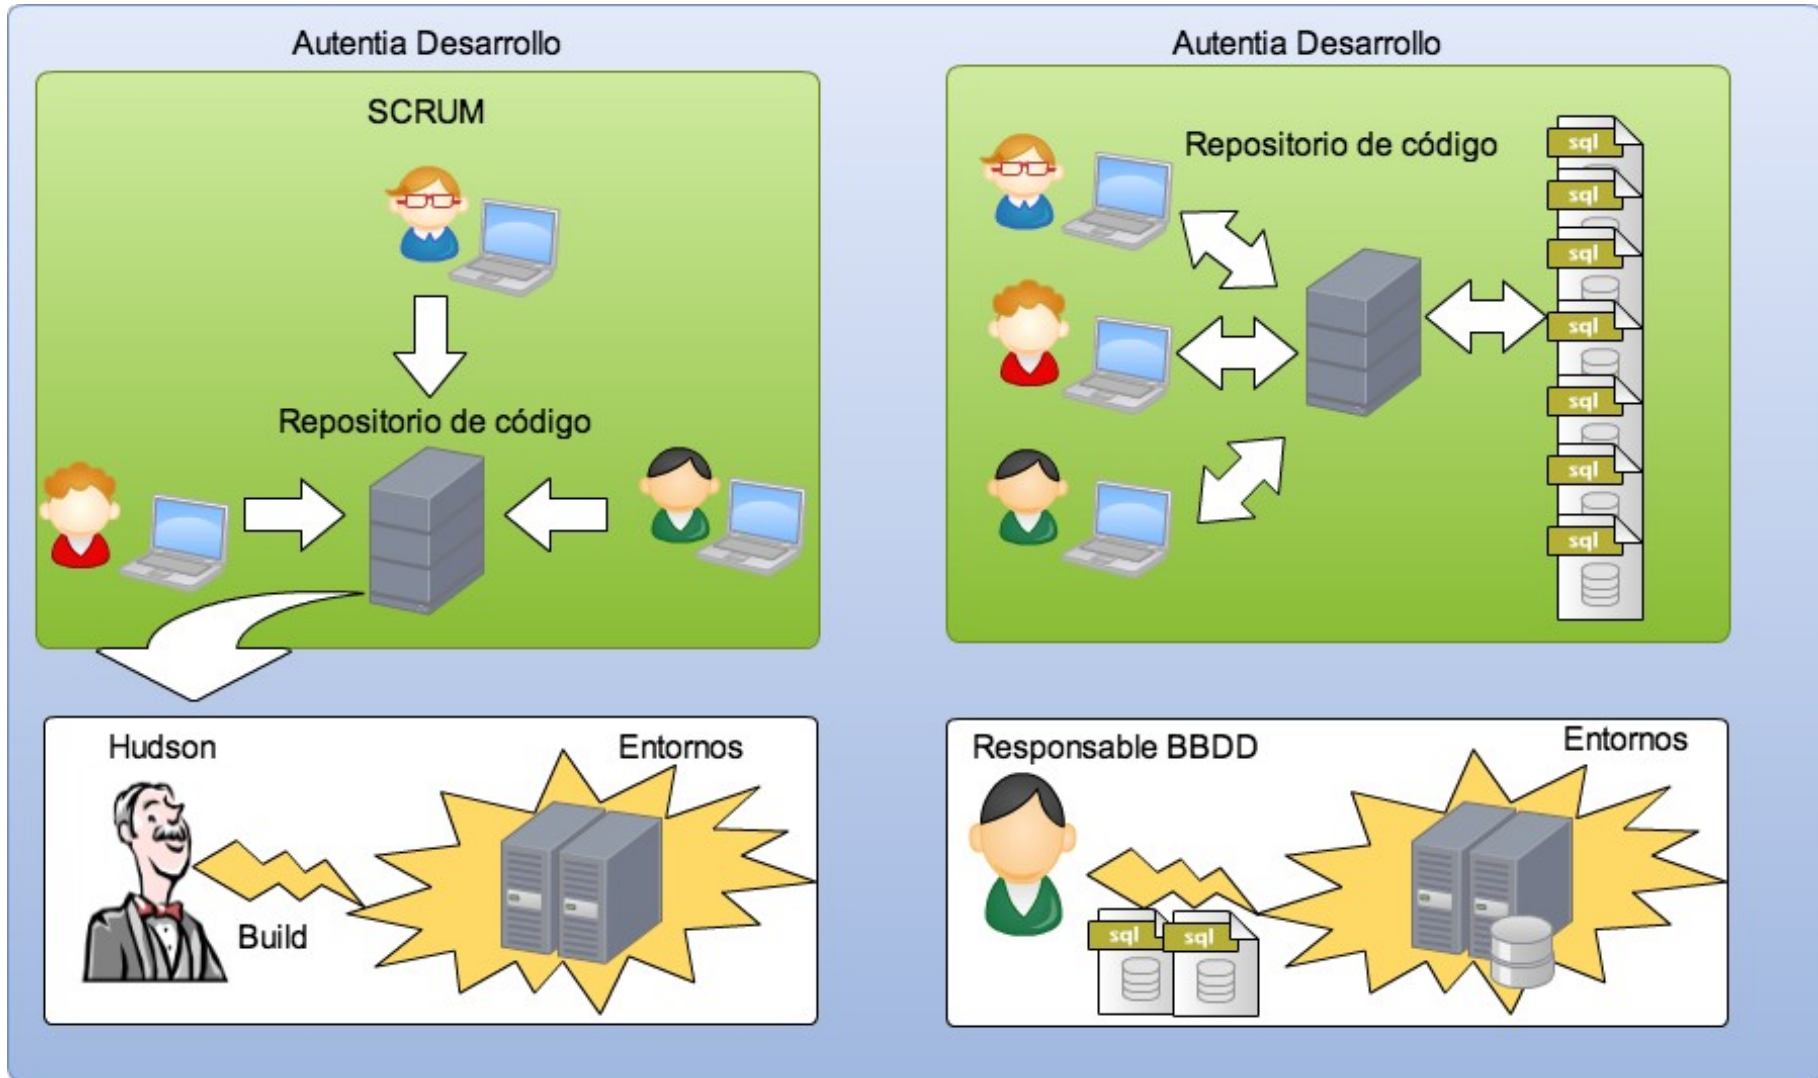 Autentia Desarrollo
SCRUM
Repositorio de código
Hudson
Entornos
Build
Autentia Desarrollo
Repositorio de código
sql
sql
sql
sql
sql
sql
sql
Responsable BBDD
Entornos
sql
sql